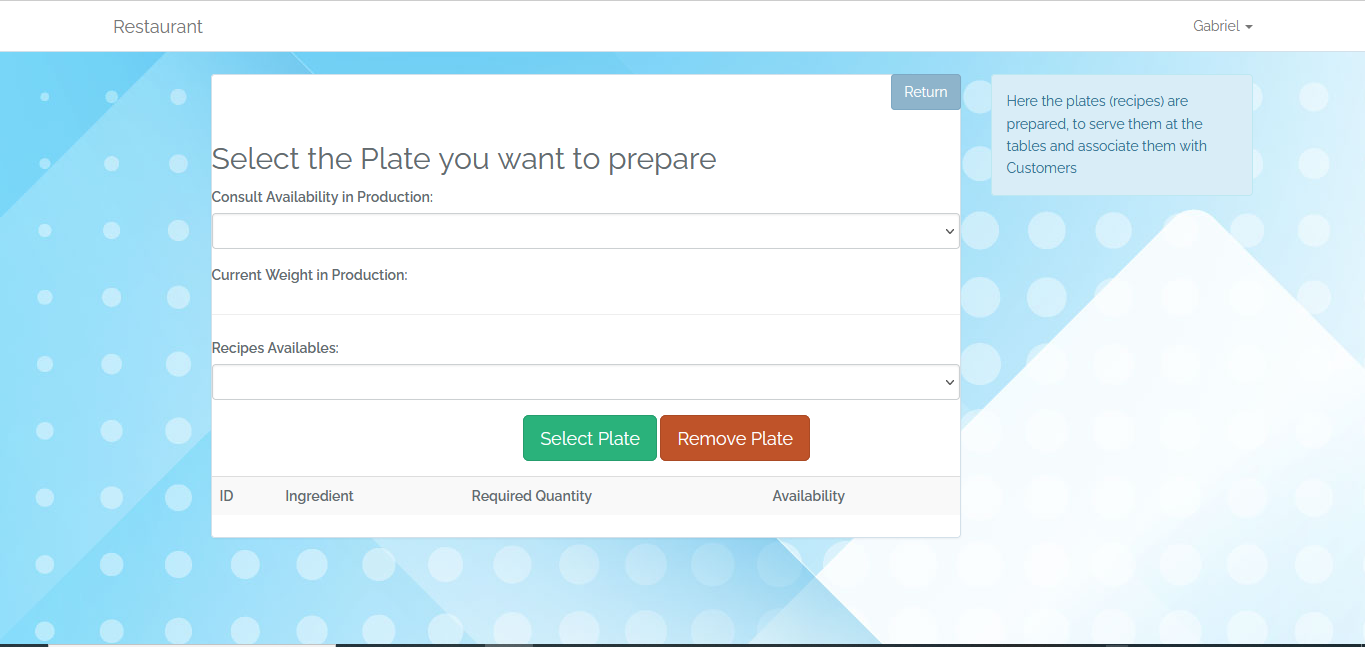 Restaurant
Gabriel
Return
Here the plates (recipes) are
prepared, to serve them at the
tables and associate them with
Customers
Select the Plate you want to prepare
Consult Availability in Production:
Current Weight in Production:
Recipes Availables:
Select Plate
Remove Plate
ID Ingredient Required Quantity Availability